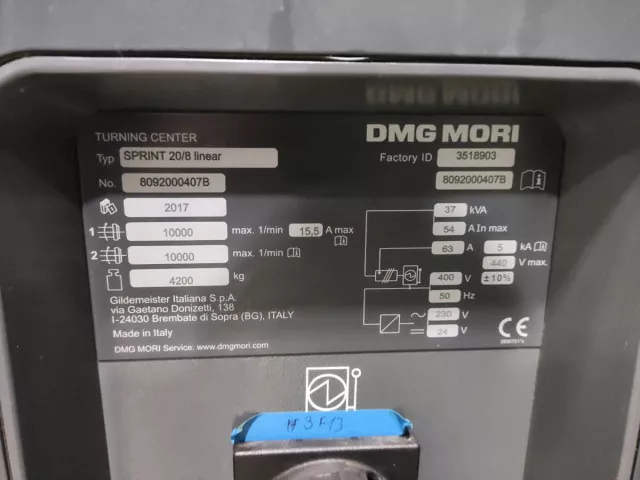 DMG MORI
TURNING CENTER
DMG MORI
Typ SPRINT 20/8 linear
Factory ID 3518903
No. 8092000407B
8092000407B
2017
37 kVA
1 10000 max. 1/min 15,5 A max
54 A In max
2 10000 max. 1/min
63 A 5 kA
440 V max.
4200 kg
400 V ±10%
50 Hz
Gildemeister Italiana S.p.A.
via Gaetano Donizetti, 138
I-24030 Brembate di Sopra (BG), ITALY
230 V
Made in Italy
24 V
CE
DMG MORI Service: www.dmgmori.com